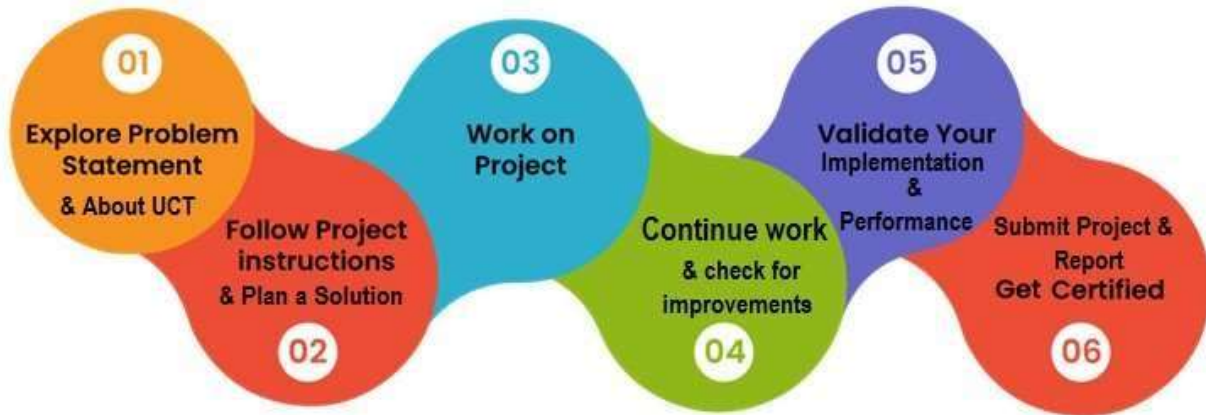 01
Explore Problem
Statement
& About UCT
Follow Project
instructions
& Plan a Solution
02
03
Work on
Project
Continue work
& check for
improvements
04
05
Validate Your
Implementation
&
Performance
Submit Project &
Report
Get Certified
06